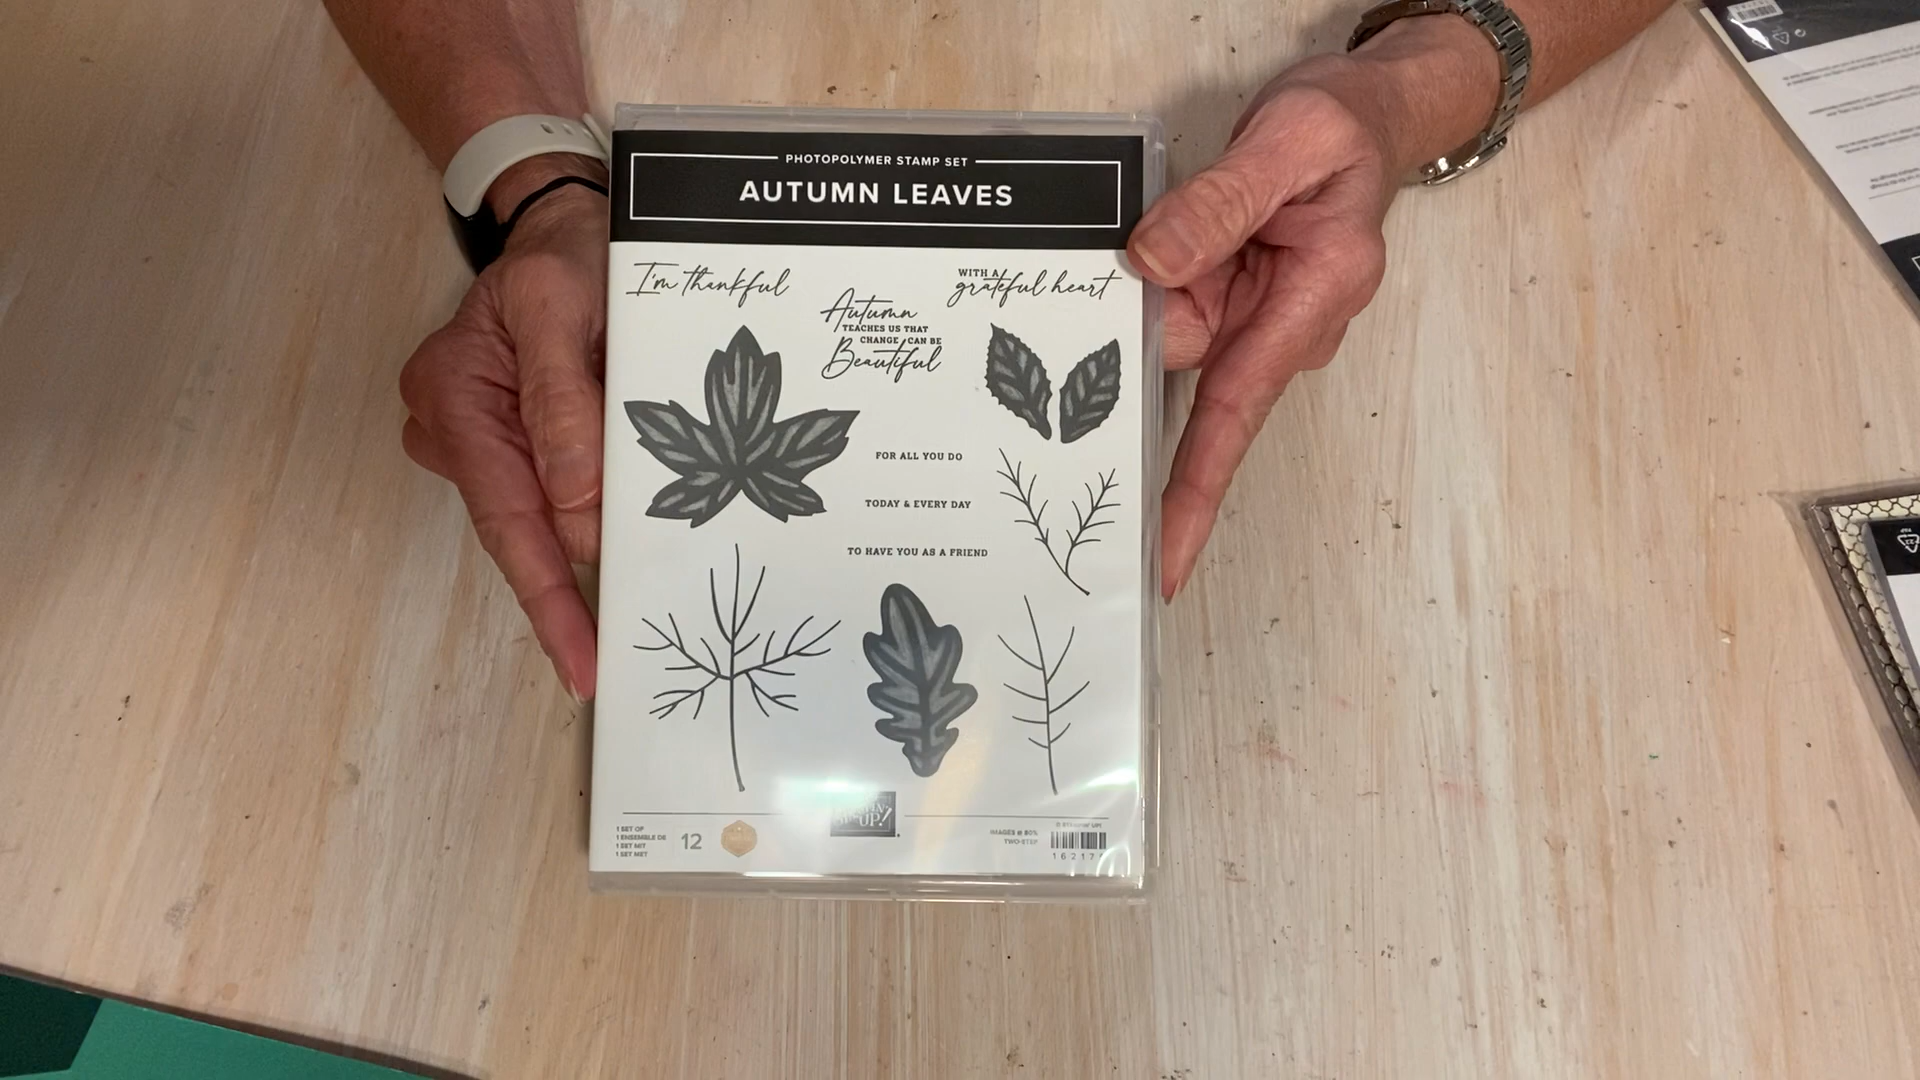 PHOTOPOLYMER STAMP SET
AUTUMN LEAVES
I'm thankful
WITH A
grateful heart
Autumn
TEACHES US THAT
CHANGE CAN BE
Beautiful
FOR ALL YOU DO
TODAY & EVERY DAY
TO HAVE YOU AS A FRIEND
1 SET OF
1 ENSEMBLE DE
1 SET MIT
1 SET MET
12
UP!
IMAGES @ 80%
TWO-STEP